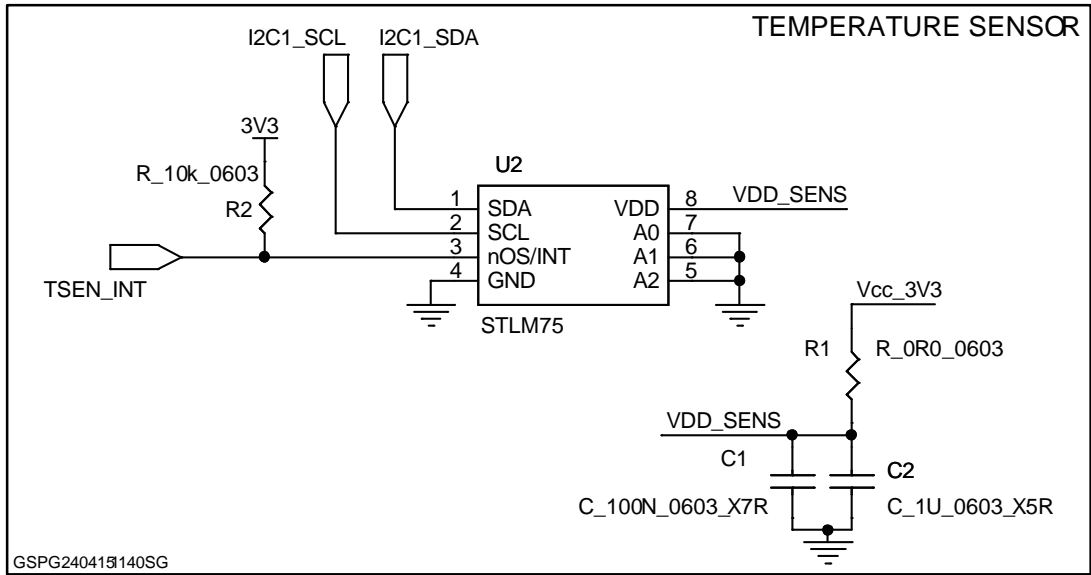 TEMPERATURE SENSOR
I2C1_SCL I2C1_SDA
3V3
R_10k_0603
R2
TSEN_INT
U2
1 SDA VDD 8 VDD_SENS
2 SCL A0 7
3 nOS/INT A1 6
4 GND A2 5
STLM75
Vcc_3V3
R1 R_0R0_0603
VDD_SENS
C1 C2
C_100N_0603_X7R C_1U_0603_X5R
GSPG2404151140SG